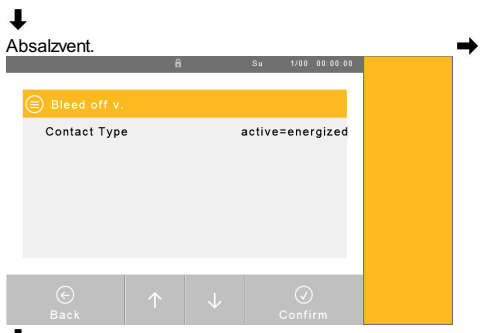 Absalzvent.
Su 1/00 00:00:00
Bleed off v.
Contact Type active=energized
Back Confirm